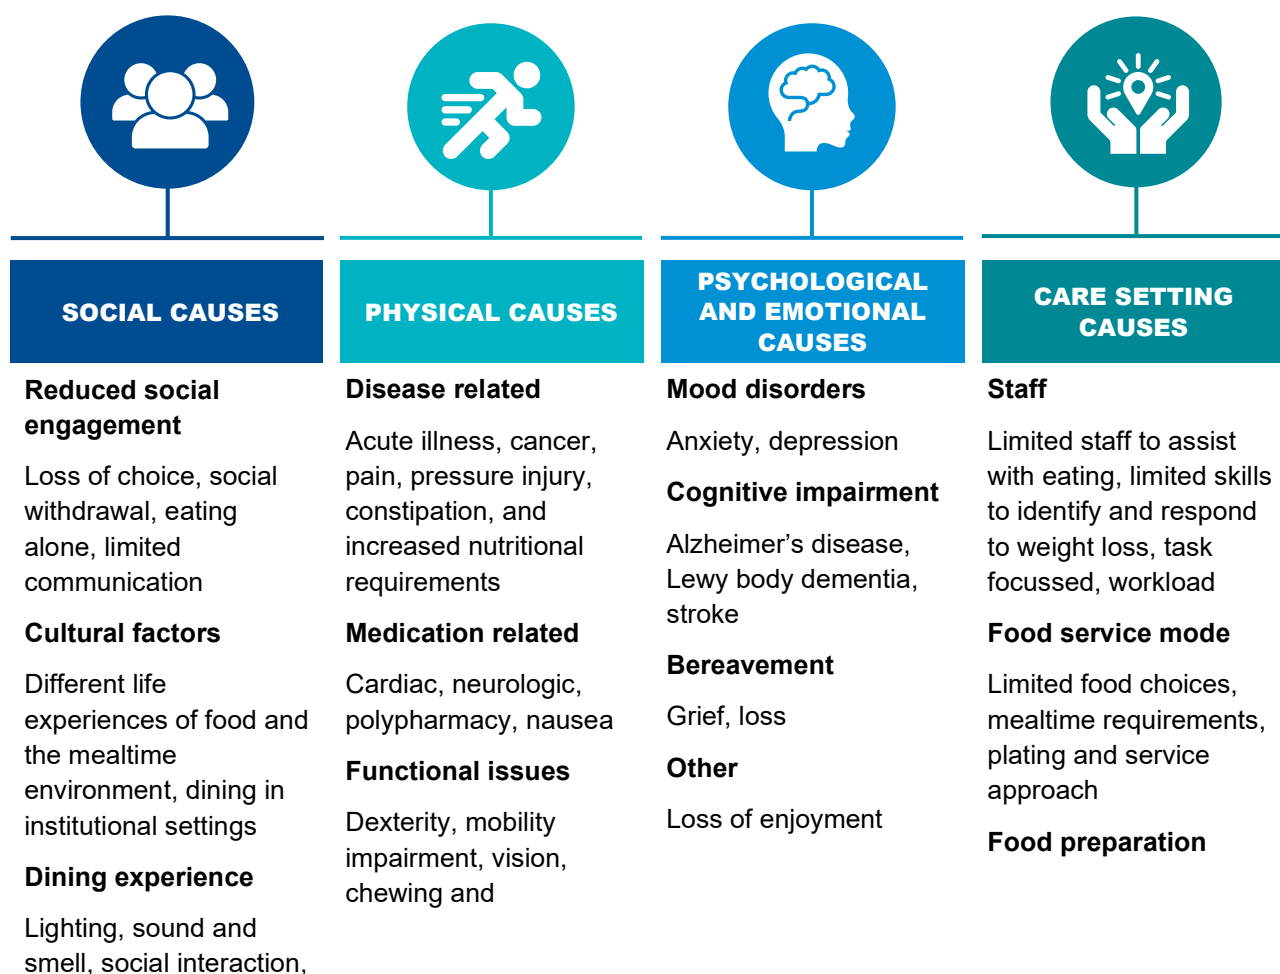 SOCIAL CAUSES
Reduced social
engagement
Loss of choice, social
withdrawal, eating
alone, limited
communication
Cultural factors
Different life
experiences of food and
the mealtime
environment, dining in
institutional settings
Dining experience
Lighting, sound and
smell, social interaction,
PHYSICAL CAUSES
Disease related
Acute illness, cancer,
pain, pressure injury,
constipation, and
increased nutritional
requirements
Medication related
Cardiac, neurologic,
polypharmacy, nausea
Functional issues
Dexterity, mobility
impairment, vision,
chewing and
PSYCHOLOGICAL
AND EMOTIONAL
CAUSES
Mood disorders
Anxiety, depression
Cognitive impairment
Alzheimer’s disease,
Lewy body dementia,
stroke
Bereavement
Grief, loss
Other
Loss of enjoyment
CARE SETTING
CAUSES
Staff
Limited staff to assist
with eating, limited skills
to identify and respond
to weight loss, task
focussed, workload
Food service mode
Limited food choices,
mealtime requirements,
plating and service
approach
Food preparation